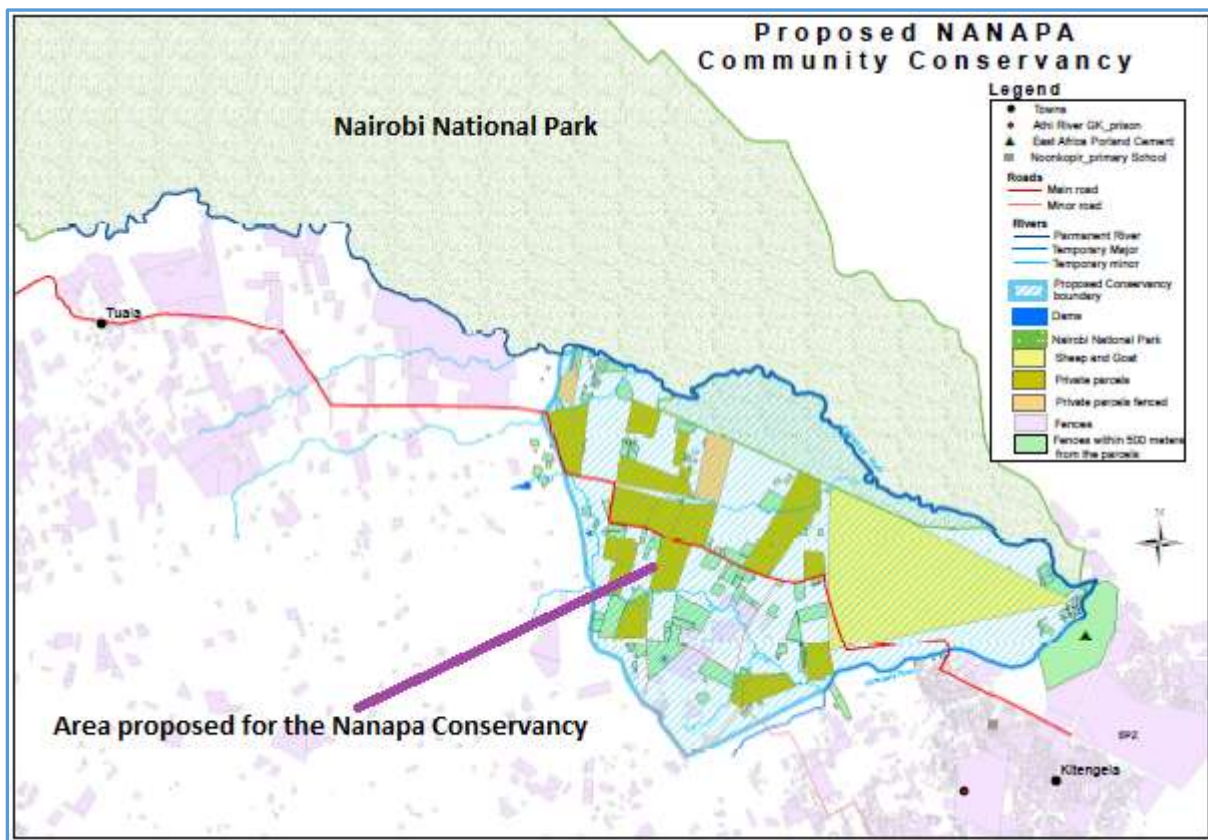 Proposed NANAPA
Community Conservancy
Nairobi National Park
Legend
Towns
Athi River GK_prison
East Africa Porland Cement
Noonkopir_primary School
Roads
Main road
Minor road
Rivers
Permanent River
Temporary Major
Temporary minor
Proposed Conservancy
boundary
Dams
Nairobi National Park
Sheep and Goat
Private parcels
Private parcels fenced
Fences
Fences within 500 meters
from the parcels
Tuala
N
Area proposed for the Nanapa Conservancy
EPZ
Kitengela